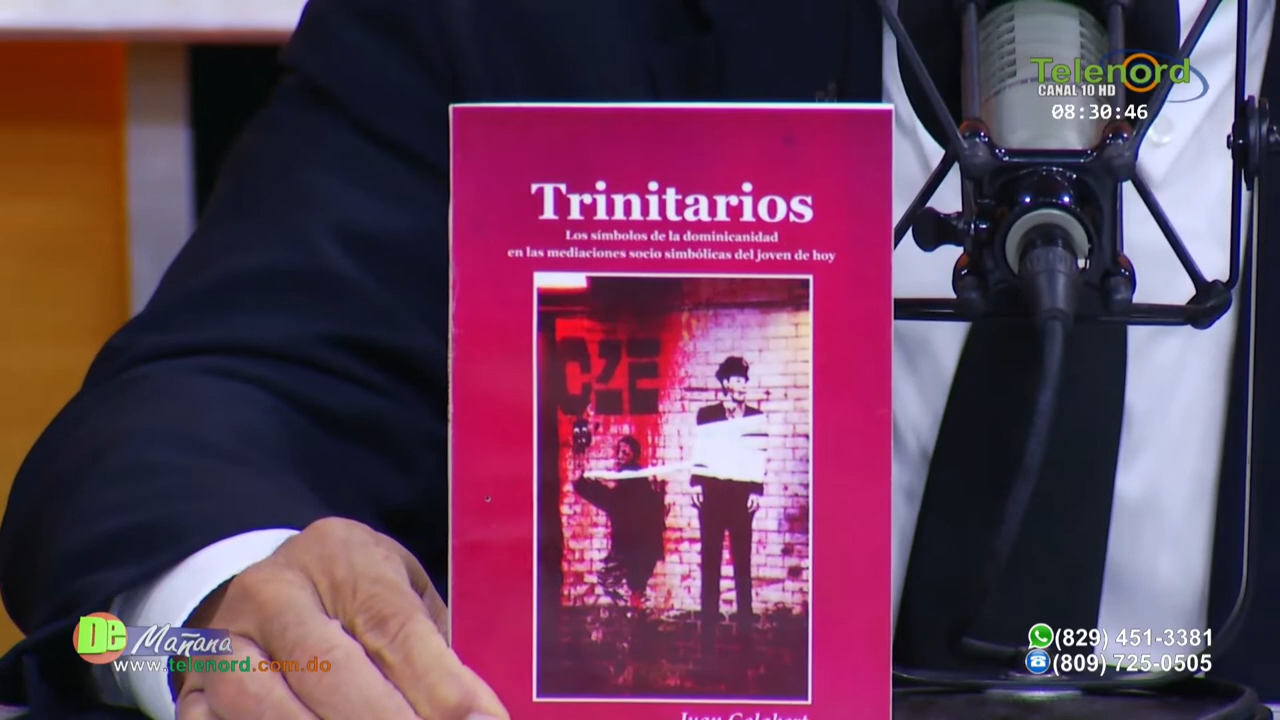 Telenord
CANAL 10 HD
08:30:46
Trinitarios
Los símbolos de la dominicanidad
en las mediaciones socio simbólicas del joven de hoy
De Mañana
www.telenord.com.do
(829) 451-3381
(809) 725-0505